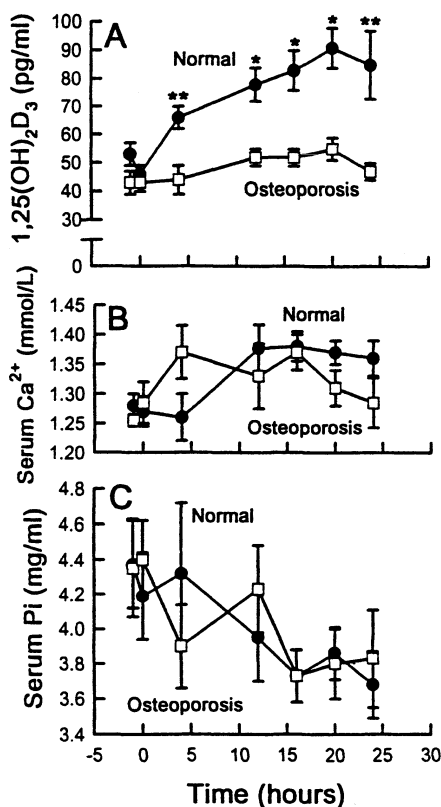 A
1,25(OH)₂D₃ (pg/ml)
100
90
80
70
60
50
40
30
0
Normal
**
*
*
*
**
Osteoporosis
B
Serum Ca²⁺ (mmol/L)
1.45
1.40
1.35
1.30
1.25
1.20
Normal
Osteoporosis
C
Serum Pi (mg/ml)
4.8
4.6
4.4
4.2
4.0
3.8
3.6
3.4
Normal
Osteoporosis
-5 0 5 10 15 20 25 30
Time (hours)